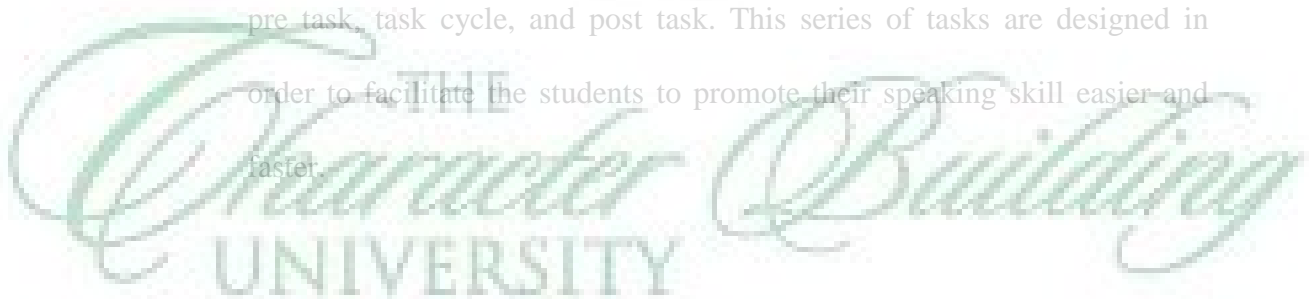 pre task, task cycle, and post task. This series of tasks are designed in
THE
order to facilitate the students to promote their speaking skill easier and
faster.
Character Building
UNIVERSITY